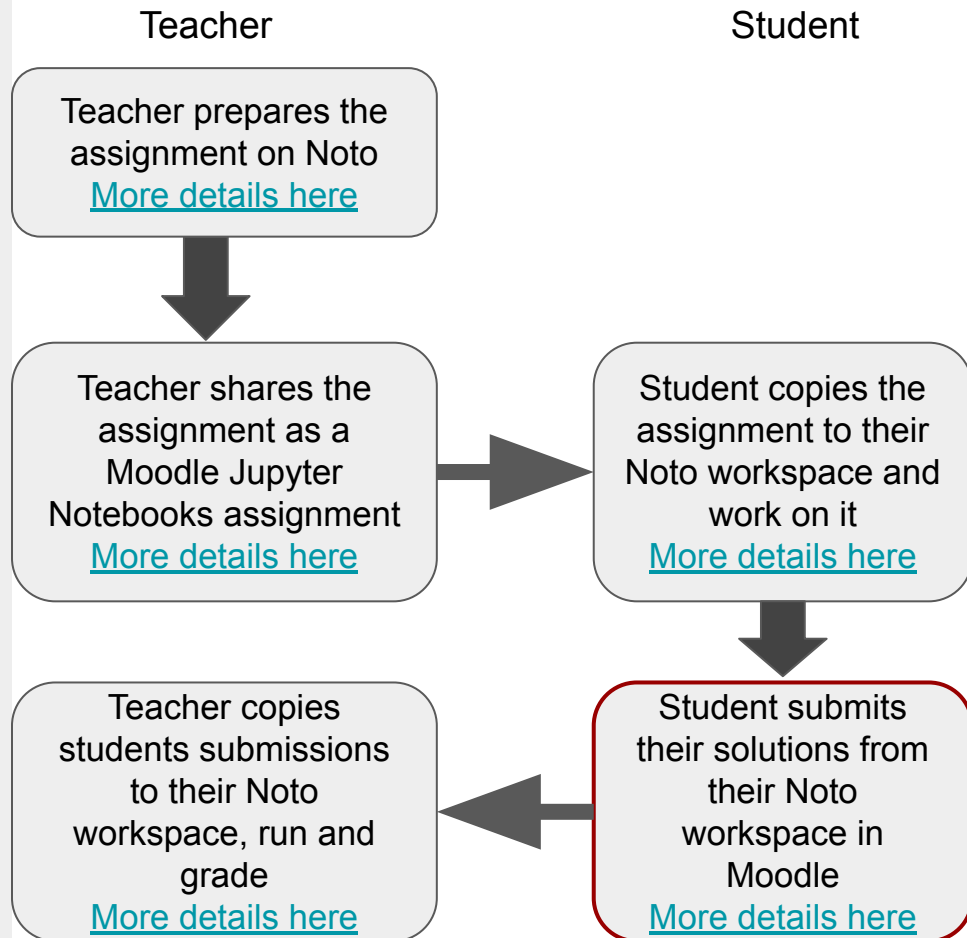 Teacher
Student
Teacher prepares the
assignment on Noto
More details here
Teacher shares the
assignment as a
Moodle Jupyter
Notebooks assignment
More details here
Student copies the
assignment to their
Noto workspace and
work on it
More details here
Student submits
their solutions from
their Noto
workspace in
Moodle
More details here
Teacher copies
students submissions
to their Noto
workspace, run and
grade
More details here